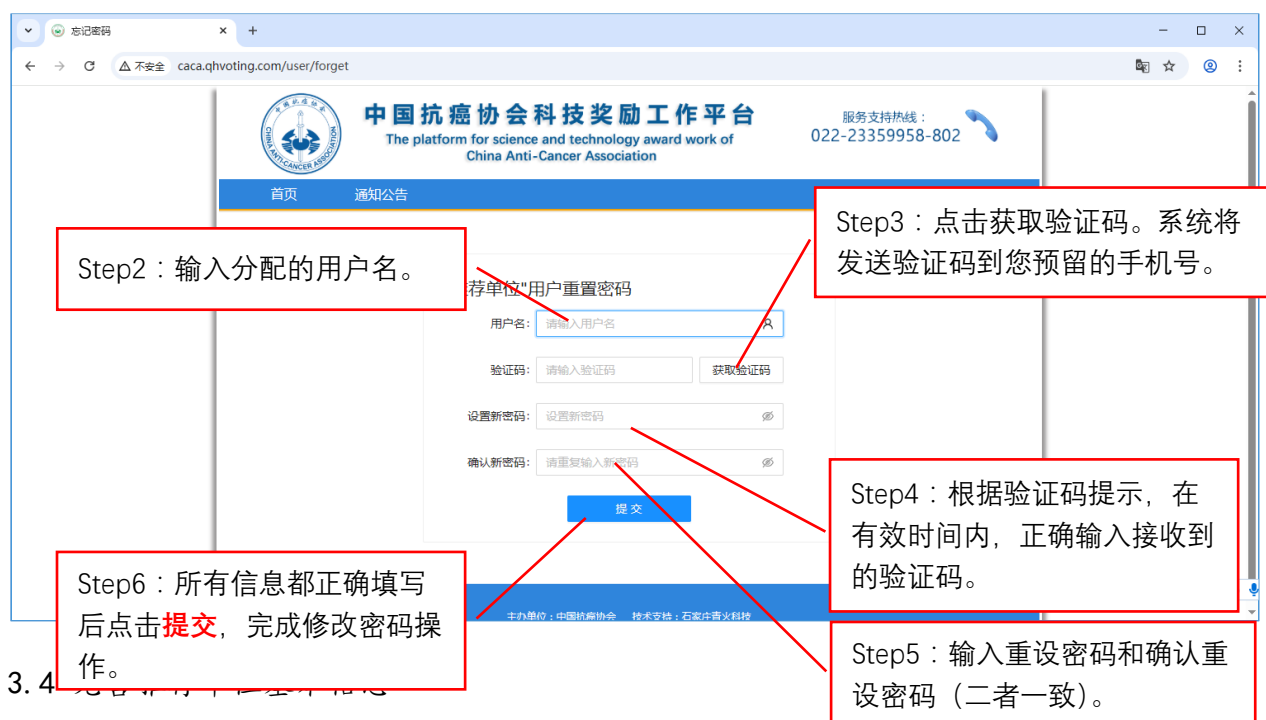 忘记密码
不安全 caca.qhvoting.com/user/forget
中国抗癌协会科技奖励工作平台
The platform for science and technology award work of
China Anti-Cancer Association
服务支持热线：
022-23359958-802
CHINA ANTI-CANCER ASSOCIATION
首页 通知公告
Step3：点击获取验证码。系统将
发送验证码到您预留的手机号。
Step2：输入分配的用户名。
荐单位"用户重置密码
用户名: 请输入用户名
验证码: 请输入验证码 获取验证码
设置新密码: 设置新密码
确认新密码: 请重复输入新密码
提 交
Step4：根据验证码提示，在
有效时间内，正确输入接收到
的验证码。
Step6：所有信息都正确填写
后点击提交，完成修改密码操
作。
主办单位：中国抗癌协会 技术支持：石家庄青火科技
Step5：输入重设密码和确认重
设密码（二者一致）。
3.4